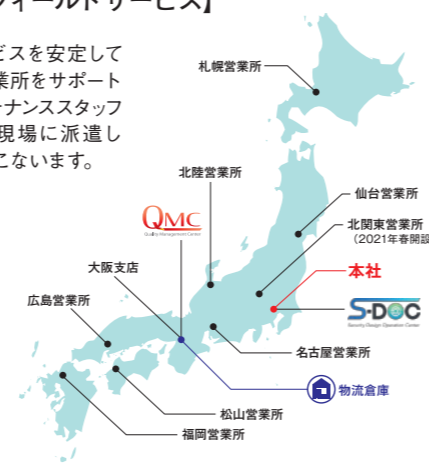 フィールドサービス】
ビスを安定して
業所をサポート
ーナンススタッフ
現場に派遣し
こないます。
札幌営業所
北陸営業所
仙台営業所
QMC
Quality Management Center
北関東営業所
(2021年春開設
大阪支店
本社
広島営業所
S-DOC
Security Design Operation Center
名古屋営業所
物流倉庫
松山営業所
福岡営業所